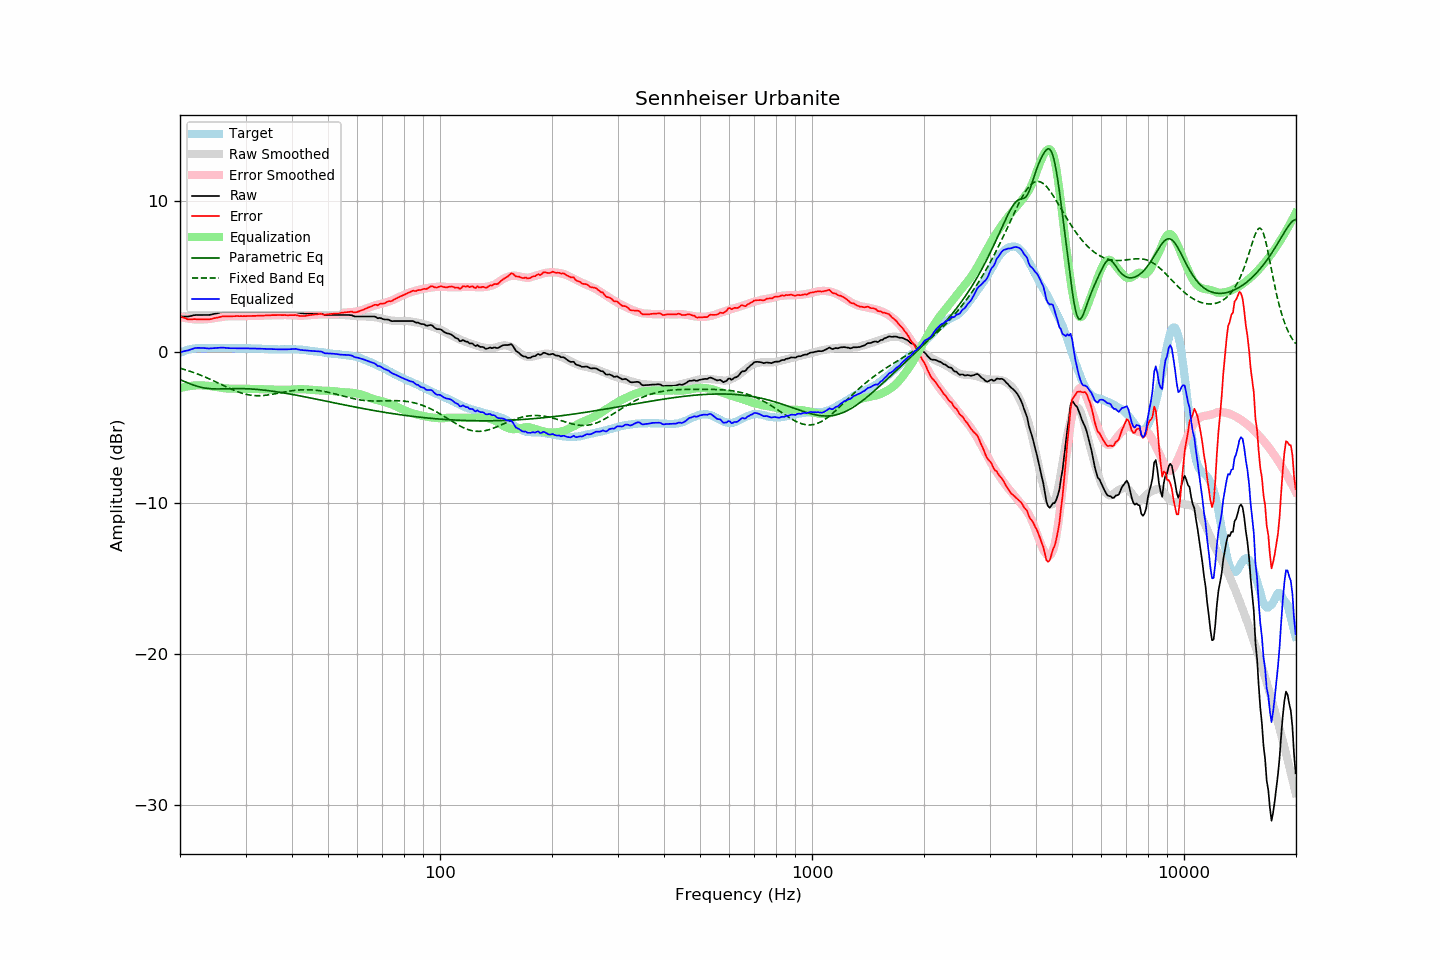 Sennheiser Urbanite
Target
Raw Smoothed
Error Smoothed
Raw
Error
Equalization
Parametric Eq
Fixed Band Eq
Equalized
10
0
−10
−20
−30
Amplitude (dBr)
100
1000
10000
Frequency (Hz)